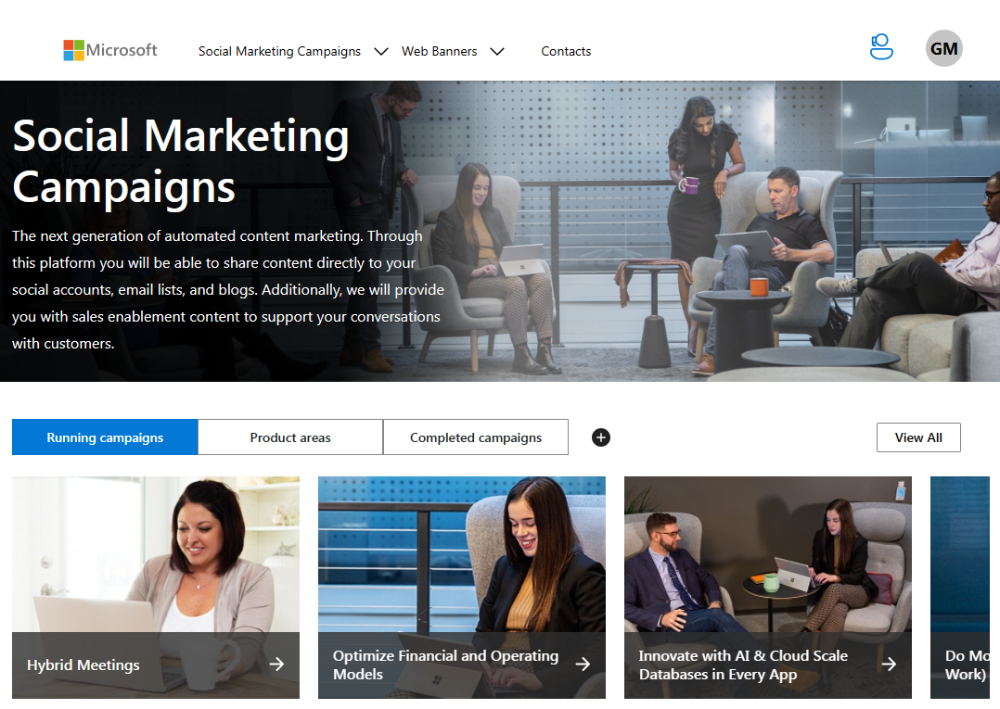 Microsoft
Social Marketing Campaigns
Web Banners
Contacts
GM
Social Marketing
Campaigns
The next generation of automated content marketing. Through
this platform you will be able to share content directly to your
social accounts, email lists, and blogs. Additionally, we will provide
you with sales enablement content to support your conversations
with customers.
Running campaigns
Product areas
Completed campaigns
View All
Hybrid Meetings
Optimize Financial and Operating
Models
Innovate with AI & Cloud Scale
Databases in Every App
Do Mo
Work)